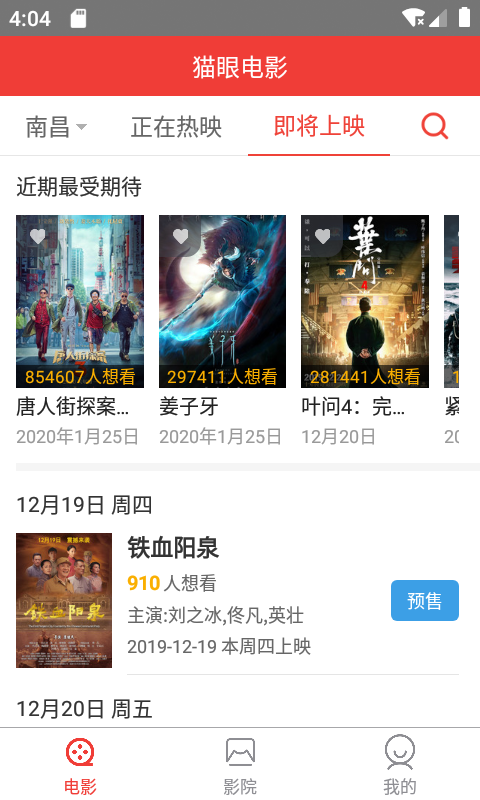 4:04
猫眼电影
南昌 正在热映 即将上映
近期最受期待
854607人想看 297411人想看 281441人想看
唐人街探案... 姜子牙 叶问4：完... 紧
2020年1月25日 2020年1月25日 12月20日 20
12月19日 周四
铁血阳泉
910人想看
预售
主演:刘之冰,佟凡,英壮
2019-12-19 本周四上映
12月20日 周五
电影 影院 我的